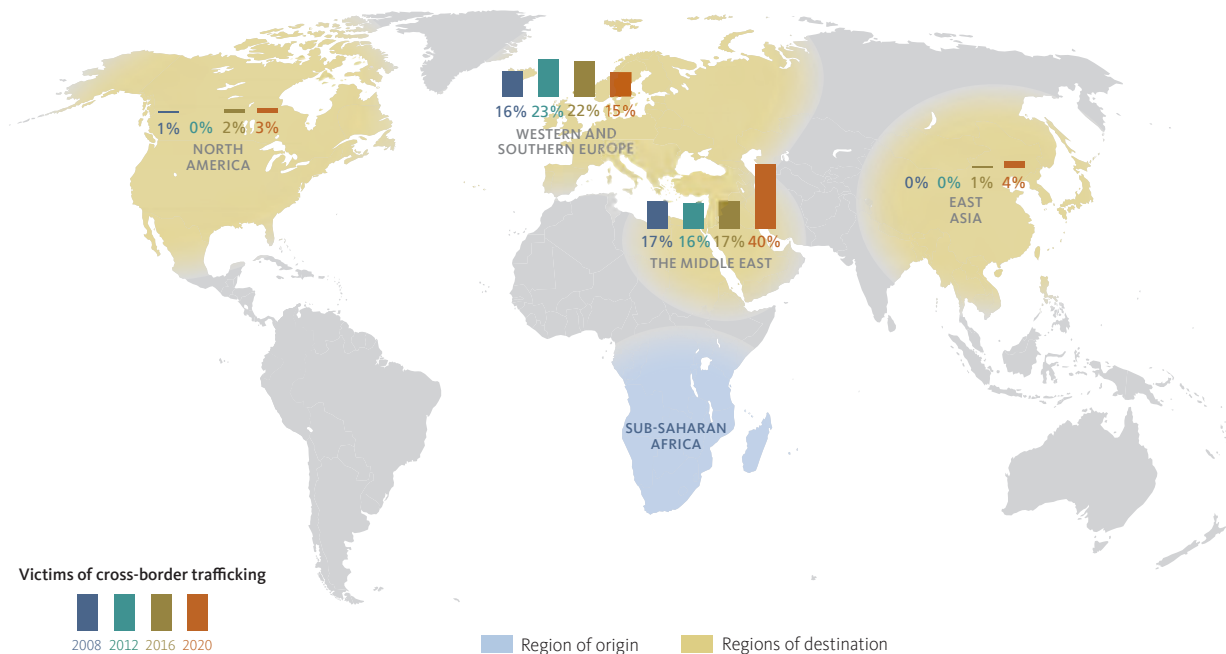 16% 23% 22% 15%
WESTERN AND
SOUTHERN EUROPE
1% 0% 2% 3%
NORTH
AMERICA
0% 0% 1% 4%
EAST
ASIA
17% 16% 17% 40%
THE MIDDLE EAST
SUB-SAHARAN
AFRICA
Victims of cross-border trafficking
2008 2012 2016 2020
Region of origin
Regions of destination